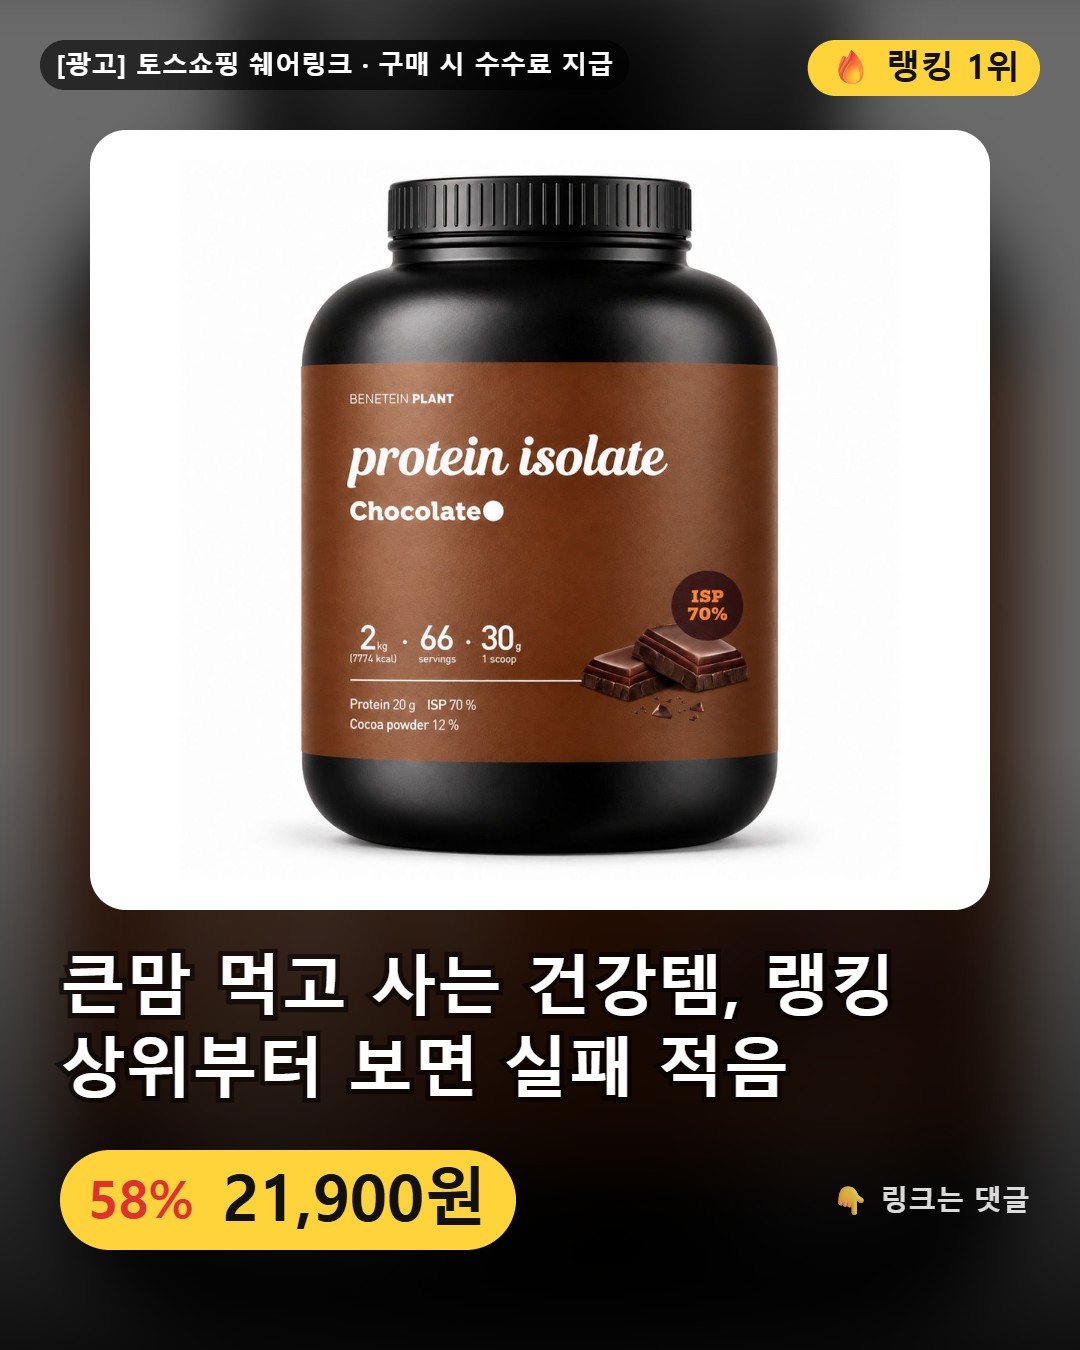 [광고] 토스쇼핑 쉐어링크 · 구매 시 수수료 지급
🔥 랭킹 1위
BENETEIN PLANT
protein isolate
Chocolate
ISP
70%
2kg · 66 · 30g
(7774 kcal) servings 1 scoop
Protein 20 g ISP 70 %
Cocoa powder 12 %
큰맘 먹고 사는 건강템, 랭킹
상위부터 보면 실패 적음
58% 21,900원
👇 링크는 댓글